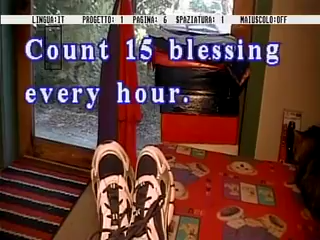 LINGUA:IT PROGETTO: 1 PAGINA: 6 SPAZIATURA: 1 MAIUSCOLO:OFF
Count 15 blessing
every hour.